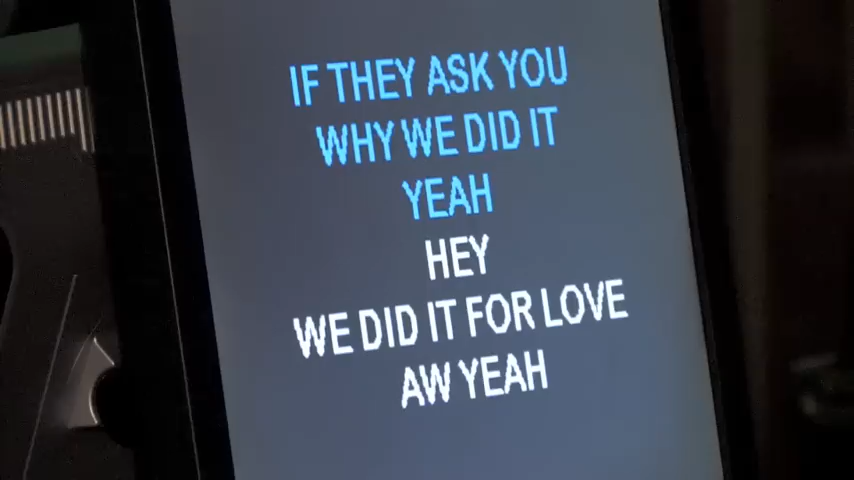 IF THEY ASK YOU
WHY WE DID IT
YEAH
HEY
WE DID IT FOR LOVE
AW YEAH